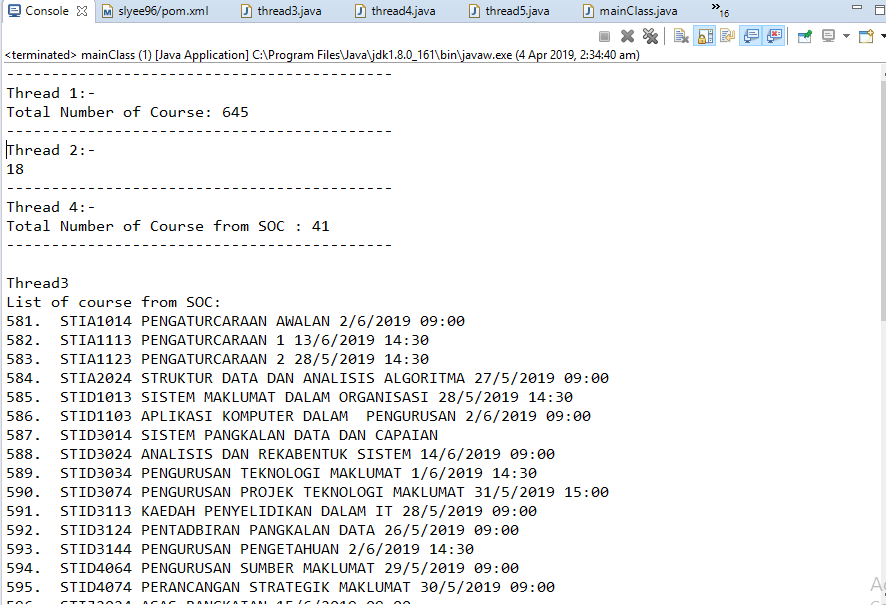 Console slyee96/pom.xml thread3.java thread4.java thread5.java mainClass.java »16
<terminated> mainClass (1) [Java Application] C:\Program Files\Java\jdk1.8.0_161\bin\javaw.exe (4 Apr 2019, 2:34:40 am)
-------------------------------------------
Thread 1:-
Total Number of Course: 645
-------------------------------------------
Thread 2:-
18
-------------------------------------------
Thread 4:-
Total Number of Course from SOC : 41
-------------------------------------------
Thread3
List of course from SOC:
581. STIA1014 PENGATURCARAAN AWALAN 2/6/2019 09:00
582. STIA1113 PENGATURCARAAN 1 13/6/2019 14:30
583. STIA1123 PENGATURCARAAN 2 28/5/2019 14:30
584. STIA2024 STRUKTUR DATA DAN ANALISIS ALGORITMA 27/5/2019 09:00
585. STID1013 SISTEM MAKLUMAT DALAM ORGANISASI 28/5/2019 14:30
586. STID1103 APLIKASI KOMPUTER DALAM  PENGURUSAN 2/6/2019 09:00
587. STID3014 SISTEM PANGKALAN DATA DAN CAPAIAN
588. STID3024 ANALISIS DAN REKABENTUK SISTEM 14/6/2019 09:00
589. STID3034 PENGURUSAN TEKNOLOGI MAKLUMAT 1/6/2019 14:30
590. STID3074 PENGURUSAN PROJEK TEKNOLOGI MAKLUMAT 31/5/2019 15:00
591. STID3113 KAEDAH PENYELIDIKAN DALAM IT 28/5/2019 09:00
592. STID3124 PENTADBIRAN PANGKALAN DATA 26/5/2019 09:00
593. STID3144 PENGURUSAN PENGETAHUAN 2/6/2019 14:30
594. STID4064 PENGURUSAN SUMBER MAKLUMAT 29/5/2019 09:00
595. STID4074 PERANCANGAN STRATEGIK MAKLUMAT 30/5/2019 09:00